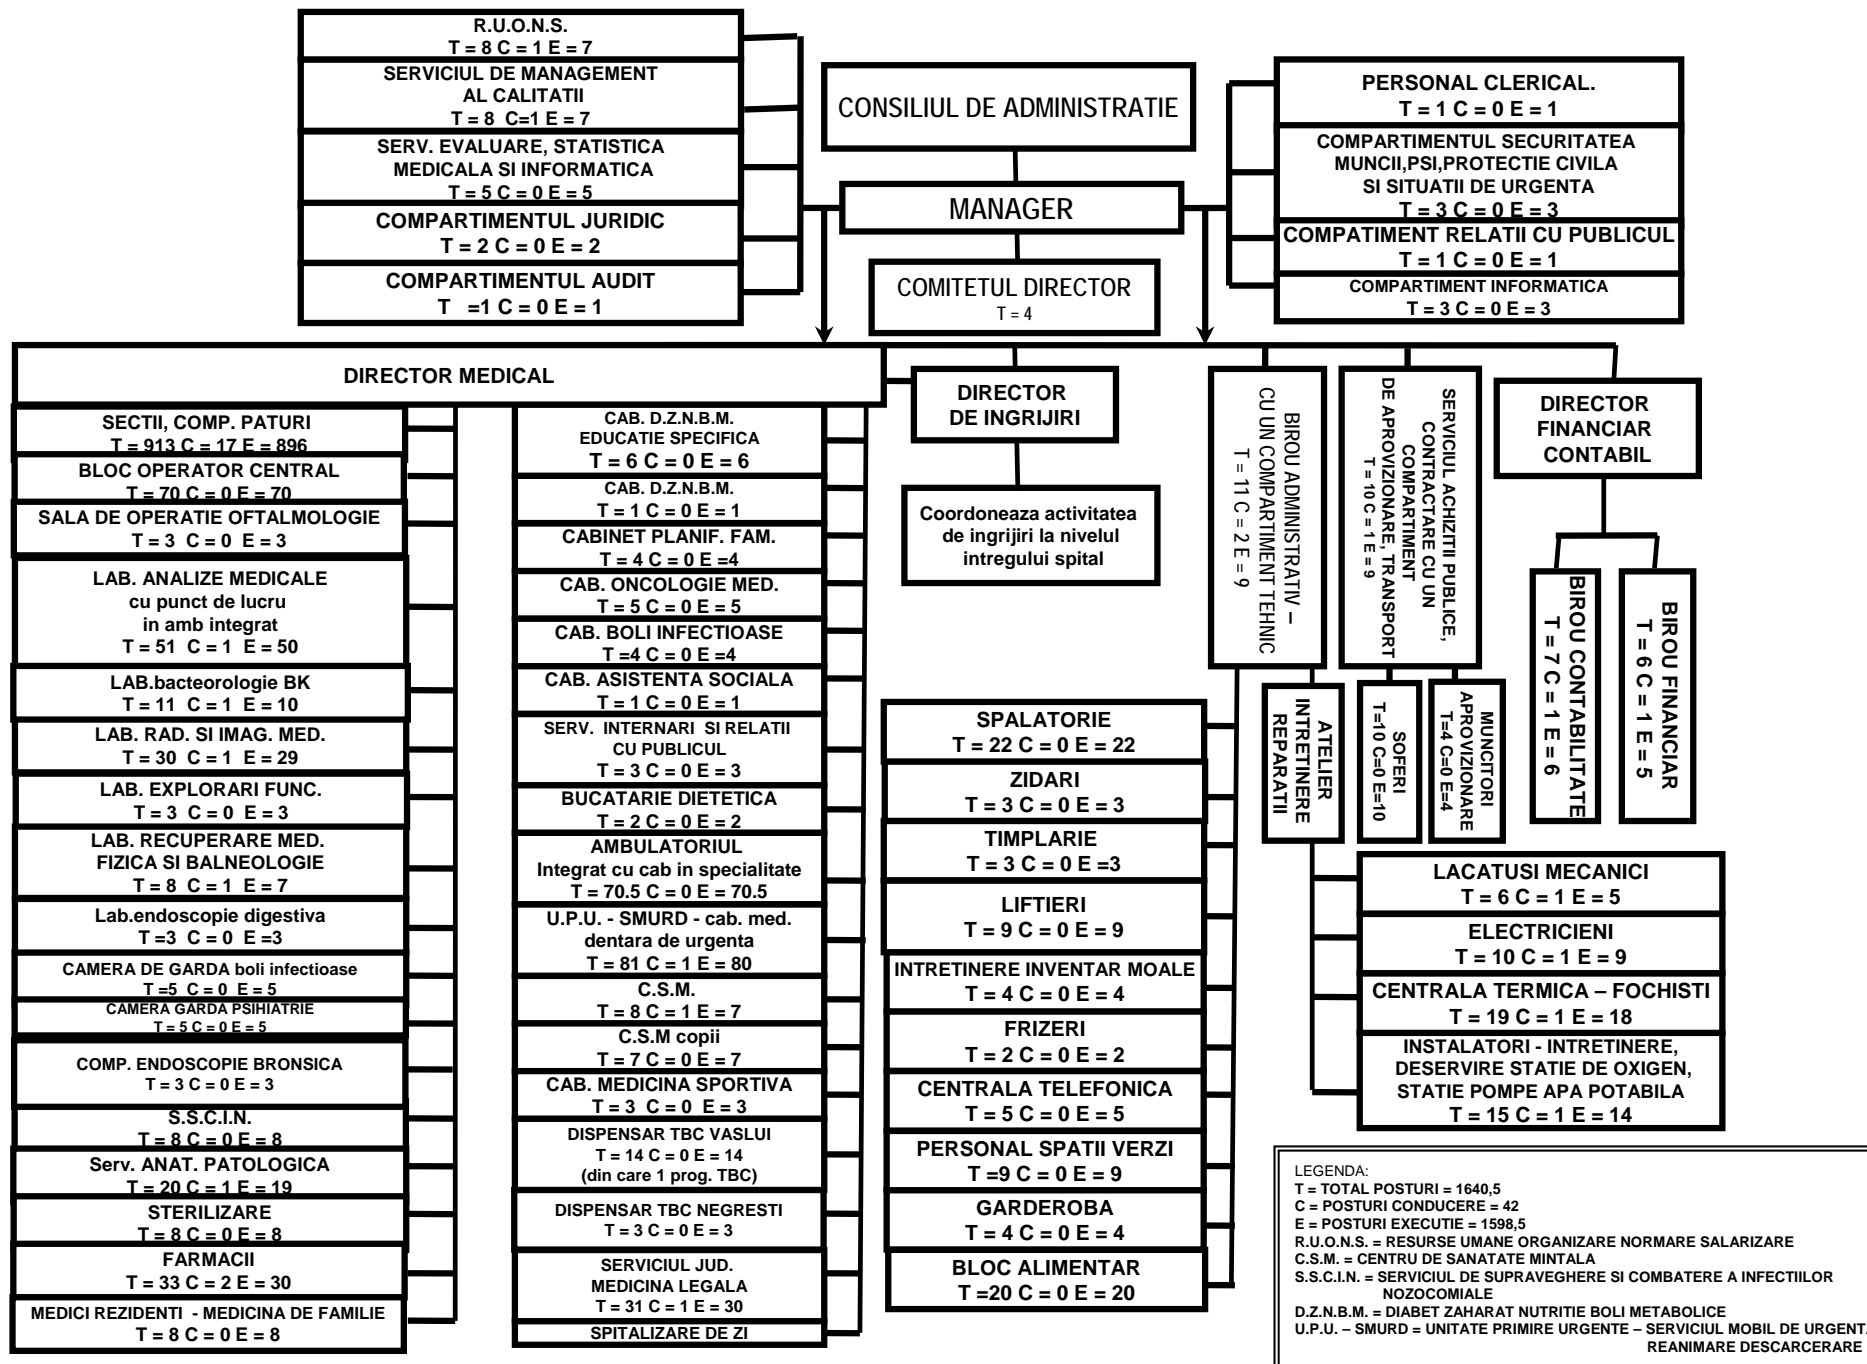 R.U.O.N.S.
T = 8 C = 1 E = 7
SERVICIUL DE MANAGEMENT
AL CALITATII
T = 8 C=1 E = 7
SERV. EVALUARE, STATISTICA
MEDICALA SI INFORMATICA
T = 5 C = 0 E = 5
COMPARTIMENTUL JURIDIC
T = 2 C = 0 E = 2
COMPARTIMENTUL AUDIT
T =1 C = 0 E = 1
CONSILIUL DE ADMINISTRATIE
MANAGER
COMITETUL DIRECTOR
T = 4
PERSONAL CLERICAL.
T = 1 C = 0 E = 1
COMPARTIMENTUL SECURITATEA
MUNCII,PSI,PROTECTIE CIVILA
SI SITUATII DE URGENTA
T = 3 C = 0 E = 3
COMPATIMENT RELATII CU PUBLICUL
T = 1 C = 0 E = 1
COMPARTIMENT INFORMATICA
T = 3 C = 0 E = 3
DIRECTOR MEDICAL
SECTII, COMP. PATURI
T = 913 C = 17 E = 896
BLOC OPERATOR CENTRAL
T = 70 C = 0 E = 70
SALA DE OPERATIE OFTALMOLOGIE
T = 3 C = 0 E = 3
LAB. ANALIZE MEDICALE
cu punct de lucru
in amb integrat
T = 51 C = 1 E = 50
LAB.bacteorologie BK
T = 11 C = 1 E = 10
LAB. RAD. SI IMAG. MED.
T = 30 C = 1 E = 29
LAB. EXPLORARI FUNC.
T = 3 C = 0 E = 3
LAB. RECUPERARE MED.
FIZICA SI BALNEOLOGIE
T = 8 C = 1 E = 7
Lab.endoscopie digestiva
T =3 C = 0 E =3
CAMERA DE GARDA boli infectioase
T =5 C = 0 E = 5
CAMERA GARDA PSIHIATRIE
T = 5 C = 0 E = 5
COMP. ENDOSCOPIE BRONSICA
T = 3 C = 0 E = 3
S.S.C.I.N.
T = 8 C = 0 E = 8
Serv. ANAT. PATOLOGICA
T = 20 C = 1 E = 19
STERILIZARE
T = 8 C = 0 E = 8
FARMACII
T = 33 C = 2 E = 30
MEDICI REZIDENTI - MEDICINA DE FAMILIE
T = 8 C = 0 E = 8
CAB. D.Z.N.B.M.
EDUCATIE SPECIFICA
T = 6 C = 0 E = 6
CAB. D.Z.N.B.M.
T = 1 C = 0 E = 1
CABINET PLANIF. FAM.
T = 4 C = 0 E =4
CAB. ONCOLOGIE MED.
T = 5 C = 0 E = 5
CAB. BOLI INFECTIOASE
T =4 C = 0 E =4
CAB. ASISTENTA SOCIALA
T = 1 C = 0 E = 1
SERV. INTERNARI SI RELATII
CU PUBLICUL
T = 3 C = 0 E = 3
BUCATARIE DIETETICA
T = 2 C = 0 E = 2
AMBULATORIUL
Integrat cu cab in specialitate
T = 70.5 C = 0 E = 70.5
U.P.U. - SMURD - cab. med.
dentara de urgenta
T = 81 C = 1 E = 80
C.S.M.
T = 8 C = 1 E = 7
C.S.M copii
T = 7 C = 0 E = 7
CAB. MEDICINA SPORTIVA
T = 3 C = 0 E = 3
DISPENSAR TBC VASLUI
T = 14 C = 0 E = 14
(din care 1 prog. TBC)
DISPENSAR TBC NEGRESTI
T = 3 C = 0 E = 3
SERVICIUL JUD.
MEDICINA LEGALA
T = 31 C = 1 E = 30
SPITALIZARE DE ZI
DIRECTOR
DE INGRIJIRI
Coordoneaza activitatea
de ingrijiri la nivelul
intregului spital
BIROU ADMINISTRATIV –
CU UN COMPARTIMENT TEHNIC
T = 11 C = 2 E = 9
SERVICIUL ACHIZITII PUBLICE,
CONTRACTARE CU UN
COMPARTIMENT
DE APROVIZIONARE, TRANSPORT
T = 10 C = 1 E = 9
DIRECTOR
FINANCIAR
CONTABIL
BIROU CONTABILITATE
T = 7 C = 1 E = 6
BIROU FINANCIAR
T = 6 C = 1 E = 5
ATELIER
INTRETINERE
REPARATII
SOFERI
T=10 C=0 E=10
MUNCITORI
APROVIZIONARE
T=4 C=0 E=4
SPALATORIE
T = 22 C = 0 E = 22
ZIDARI
T = 3 C = 0 E = 3
TIMPLARIE
T = 3 C = 0 E =3
LIFTIERI
T = 9 C = 0 E = 9
INTRETINERE INVENTAR MOALE
T = 4 C = 0 E = 4
FRIZERI
T = 2 C = 0 E = 2
CENTRALA TELEFONICA
T = 5 C = 0 E = 5
PERSONAL SPATII VERZI
T =9 C = 0 E = 9
GARDEROBA
T = 4 C = 0 E = 4
BLOC ALIMENTAR
T =20 C = 0 E = 20
LACATUSI MECANICI
T = 6 C = 1 E = 5
ELECTRICIENI
T = 10 C = 1 E = 9
CENTRALA TERMICA – FOCHISTI
T = 19 C = 1 E = 18
INSTALATORI - INTRETINERE,
DESERVIRE STATIE DE OXIGEN,
STATIE POMPE APA POTABILA
T = 15 C = 1 E = 14
LEGENDA:
T = TOTAL POSTURI = 1640,5
C = POSTURI CONDUCERE = 42
E = POSTURI EXECUTIE = 1598,5
R.U.O.N.S. = RESURSE UMANE ORGANIZARE NORMARE SALARIZARE
C.S.M. = CENTRU DE SANATATE MINTALA
S.S.C.I.N. = SERVICIUL DE SUPRAVEGHERE SI COMBATERE A INFECTIILOR
NOZOCOMIALE
D.Z.N.B.M. = DIABET ZAHARAT NUTRITIE BOLI METABOLICE
U.P.U. – SMURD = UNITATE PRIMIRE URGENTE – SERVICIUL MOBIL DE URGENTA
REANIMARE DESCARCERARE